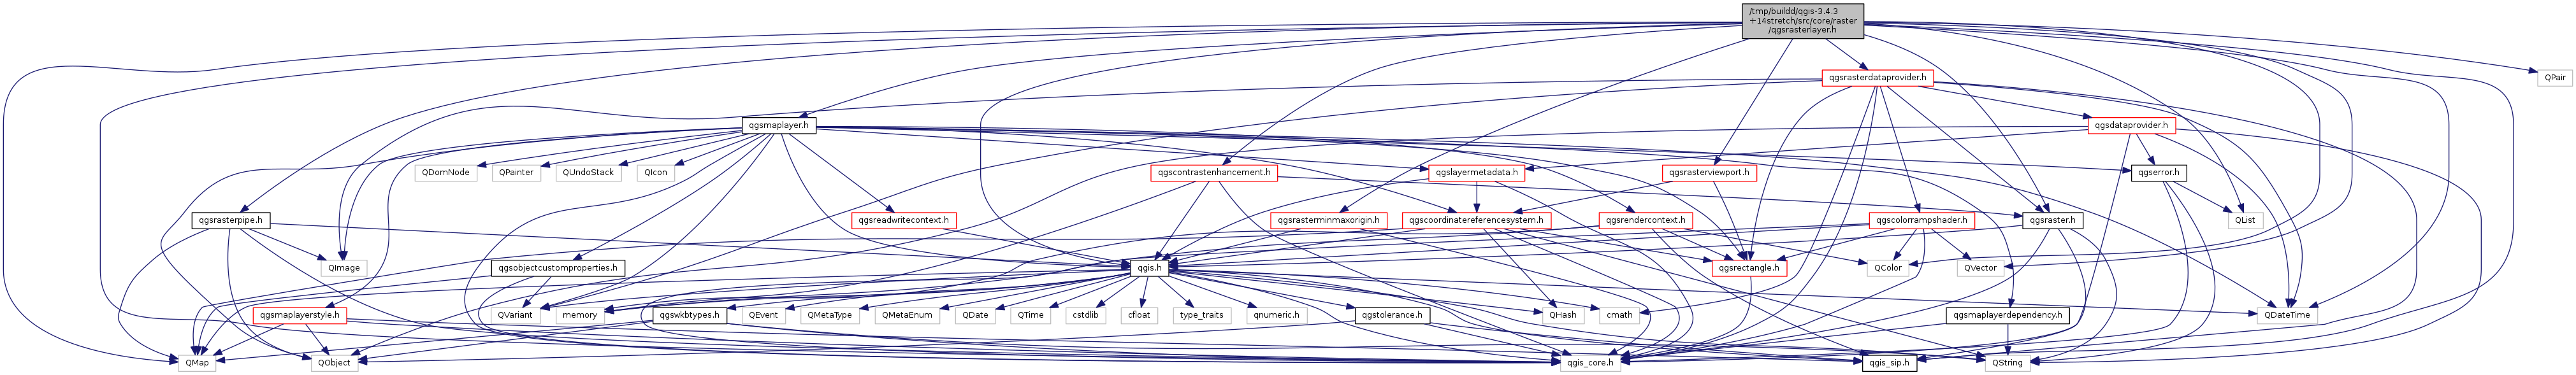 /tmp/buildd/qgis-3.4.3
+14stretch/src/core/raster
/qgsrasterlayer.h
qgsrasterdataprovider.h
QPair
qgsmaplayer.h
qgsdataprovider.h
QDomNode
QPainter
QUndoStack
QIcon
qgscontrastenhancement.h
qgslayermetadata.h
qgsrasterviewport.h
qgserror.h
qgsrasterpipe.h
qgsreadwritecontext.h
qgsrasterminmaxorigin.h
qgscoordinatereferencesystem.h
qgsrendercontext.h
qgscolorrampshader.h
qgsraster.h
QList
QImage
qgsobjectcustomproperties.h
qgis.h
qgsrectangle.h
QColor
QVector
qgsmaplayerstyle.h
QVariant
memory
qgswkbtypes.h
QEvent
QMetaType
QMetaEnum
QDate
QTime
cstdlib
cfloat
type_traits
qnumeric.h
qgstolerance.h
QHash
cmath
qgsmaplayerdependency.h
QDateTime
QMap
QObject
qgis_core.h
qgis_sip.h
QString